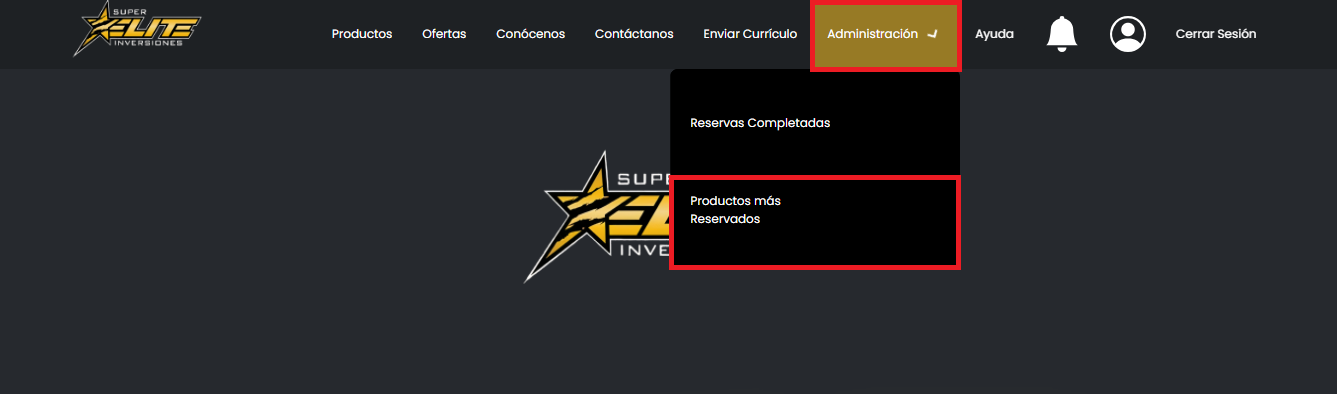 SUPER
ELITE
INVERSIONES
Productos
Ofertas
Conócenos
Contáctanos
Enviar Currículo
Administración
Ayuda
Cerrar Sesión
Reservas Completadas
SUPE
INVER
Productos más
Reservados